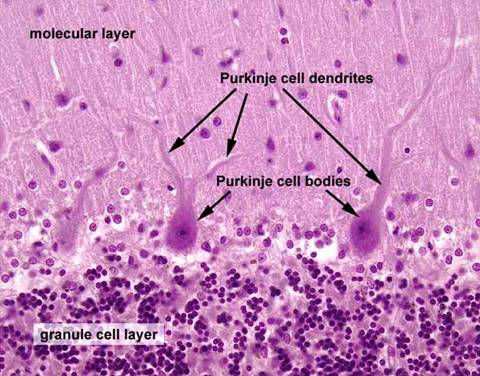 molecular layer
Purkinje cell dendrites
Purkinje cell bodies
granule cell layer